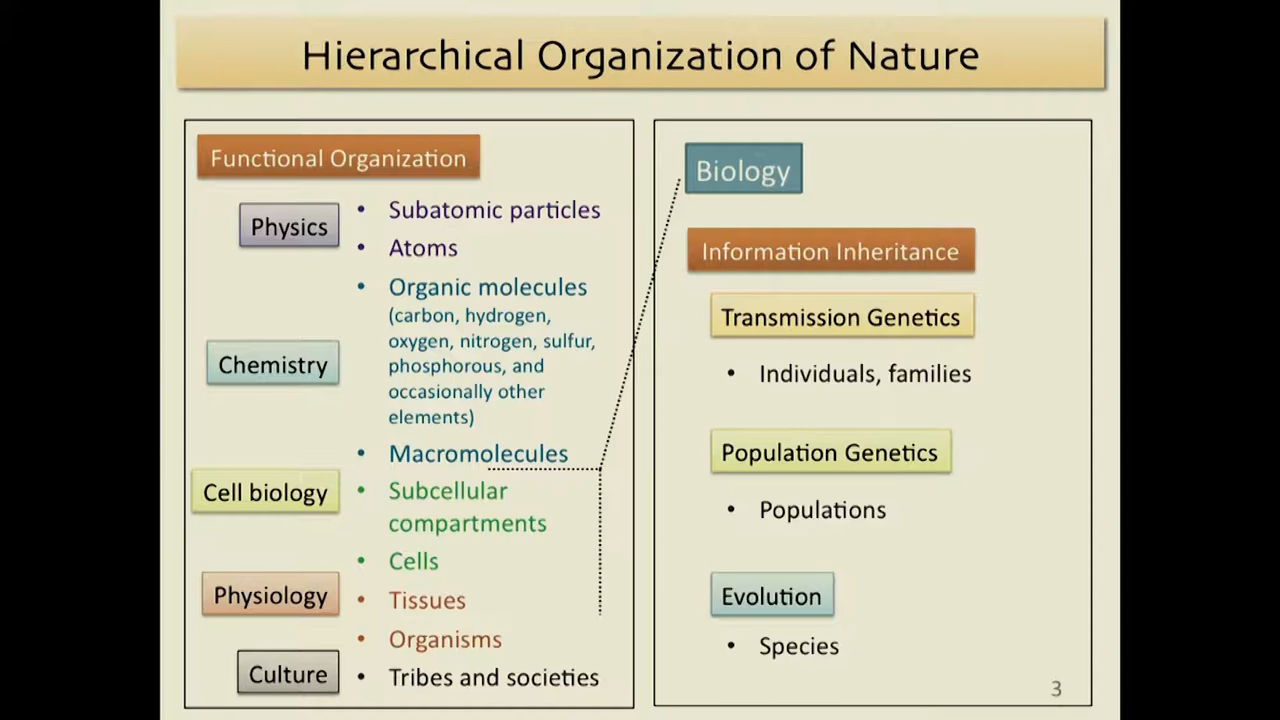 Hierarchical Organization of Nature
Functional Organization
Physics
• Subatomic particles
• Atoms
Chemistry
• Organic molecules
(carbon, hydrogen,
oxygen, nitrogen, sulfur,
phosphorous, and
occasionally other
elements)
• Macromolecules
Cell biology
• Subcellular
compartments
• Cells
Physiology
• Tissues
• Organisms
Culture
• Tribes and societies
Biology
Information Inheritance
Transmission Genetics
• Individuals, families
Population Genetics
• Populations
Evolution
• Species
3